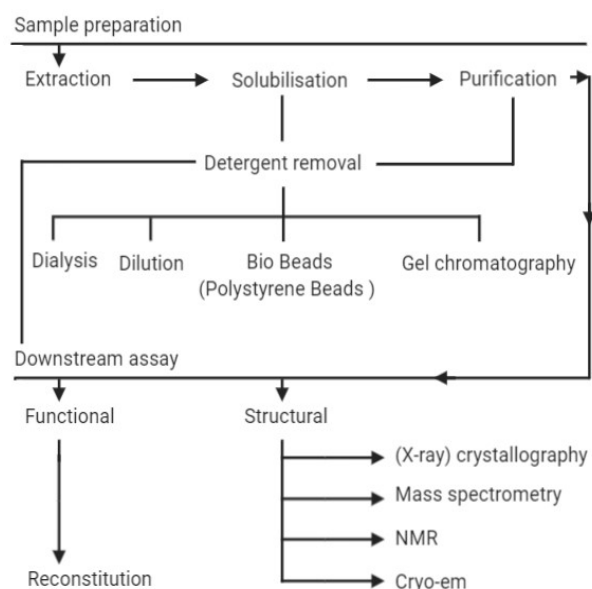 Sample preparation
Extraction
Solubilisation
Purification
Detergent removal
Dialysis
Dilution
Bio Beads
(Polystyrene Beads )
Gel chromatography
Downstream assay
Functional
Structural
(X-ray) crystallography
Mass spectrometry
NMR
Reconstitution
Cryo-em